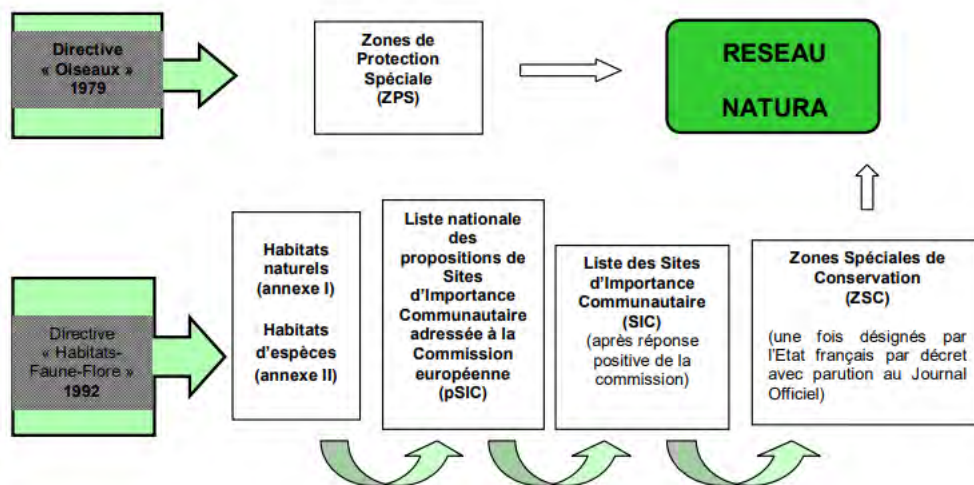 Directive
« Oiseaux »
1979
Zones de
Protection
Spéciale
(ZPS)
RESEAU
NATURA
Directive
« Habitats-
Faune-Flore »
1992
Habitats
naturels
(annexe I)
Habitats
d'espèces
(annexe II)
Liste nationale
des
propositions de
Sites
d'Importance
Communautaire
adressée à la
Commission
européenne
(pSIC)
Liste des Sites
d'Importance
Communautaire
(SIC)
(après réponse
positive de la
commission)
Zones Spéciales de
Conservation
(ZSC)
(une fois désignés par
l'Etat français par décret
avec parution au Journal
Officiel)